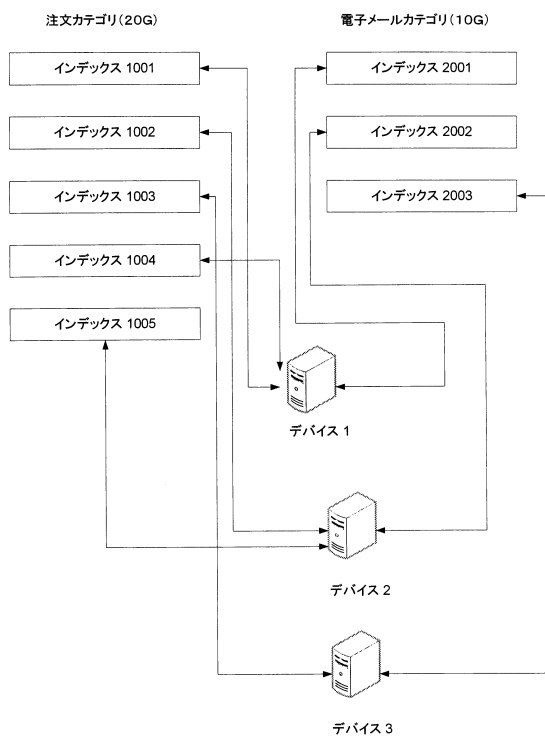 注文カテゴリ(20G)
電子メールカテゴリ(10G)
インデックス 1001
インデックス 2001
インデックス 1002
インデックス 2002
インデックス 1003
インデックス 2003
インデックス 1004
インデックス 1005
デバイス 1
デバイス 2
デバイス 3